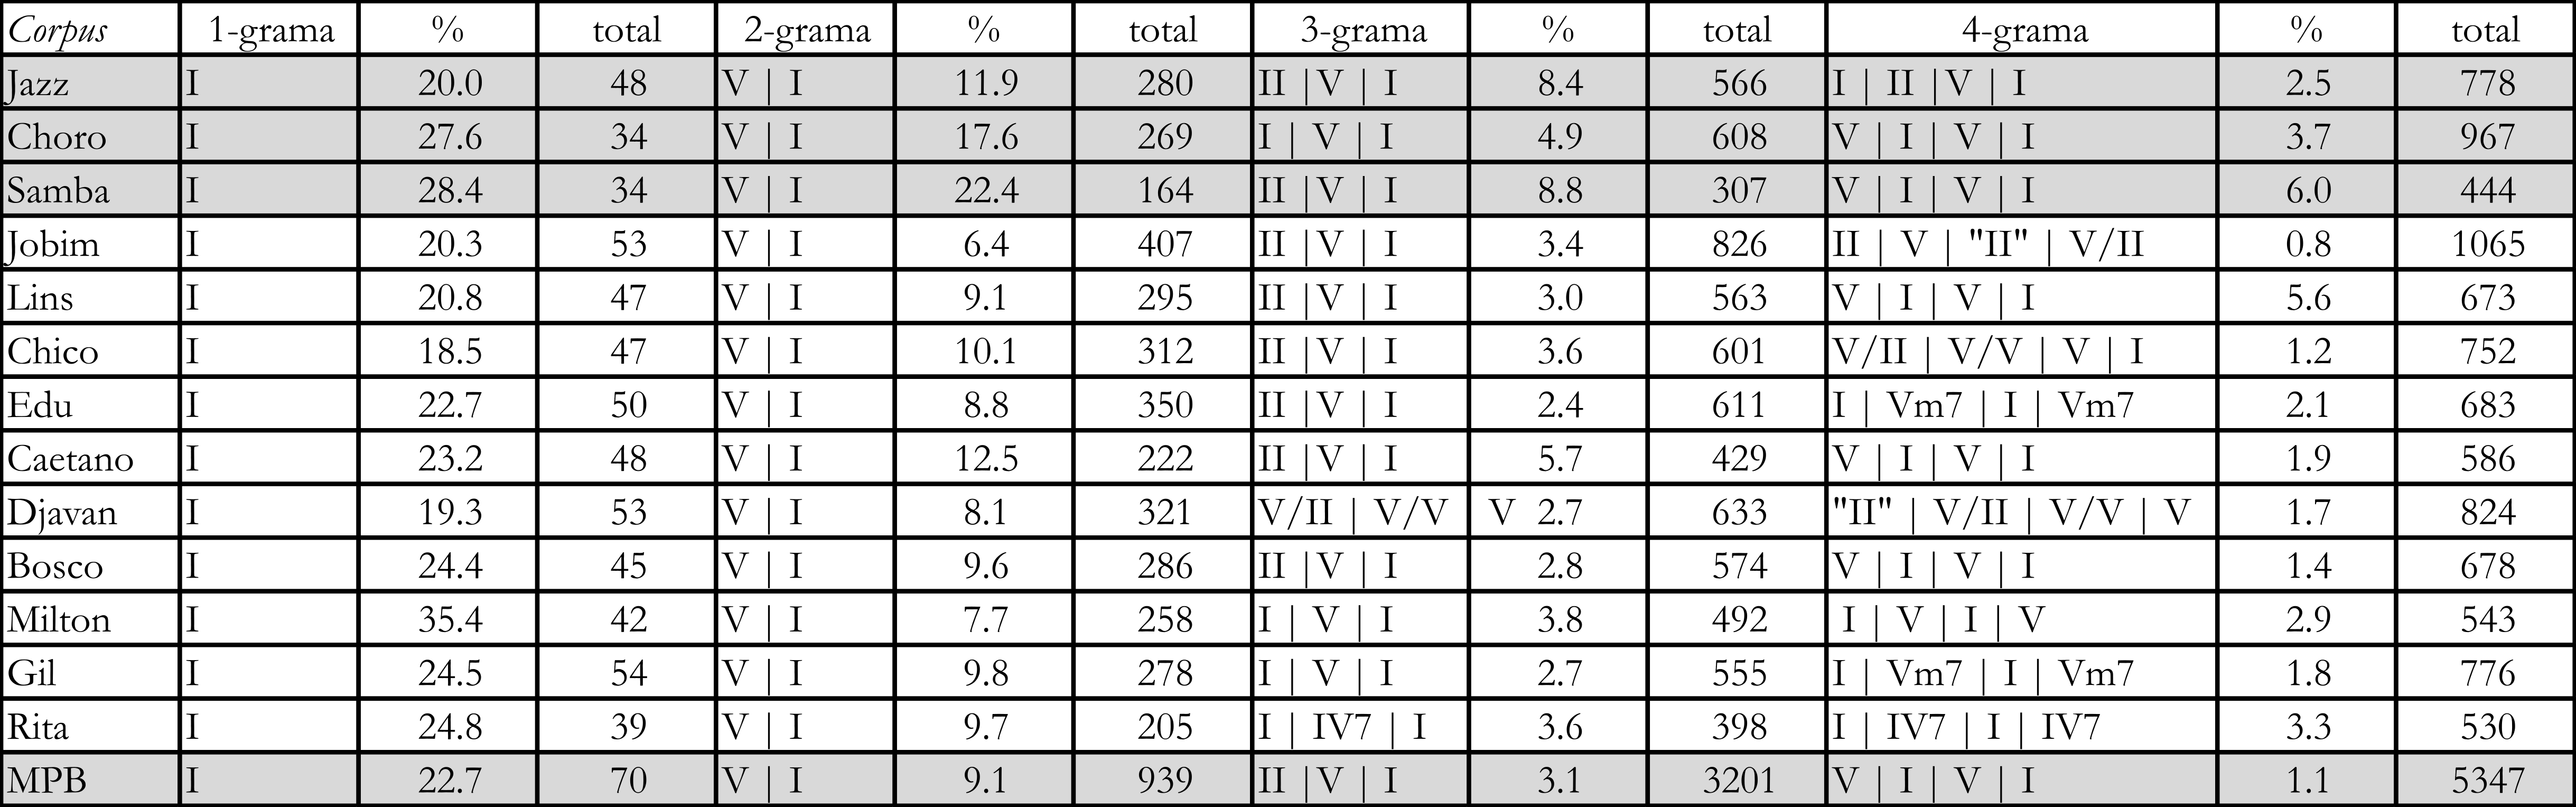 Corpus 1-grama % total 2-grama % total 3-grama % total 4-grama % total
Jazz I 20.0 48 V | I 11.9 280 II |V | I 8.4 566 I | II |V | I 2.5 778
Choro I 27.6 34 V | I 17.6 269 I | V | I 4.9 608 V | I | V | I 3.7 967
Samba I 28.4 34 V | I 22.4 164 II |V | I 8.8 307 V | I | V | I 6.0 444
Jobim I 20.3 53 V | I 6.4 407 II |V | I 3.4 826 II | V | "II" | V/II 0.8 1065
Lins I 20.8 47 V | I 9.1 295 II |V | I 3.0 563 V | I | V | I 5.6 673
Chico I 18.5 47 V | I 10.1 312 II |V | I 3.6 601 V/II | V/V | V | I 1.2 752
Edu I 22.7 50 V | I 8.8 350 II |V | I 2.4 611 I | Vm7 | I | Vm7 2.1 683
Caetano I 23.2 48 V | I 12.5 222 II |V | I 5.7 429 V | I | V | I 1.9 586
Djavan I 19.3 53 V | I 8.1 321 V/II | V/V | V 2.7 633 "II" | V/II | V/V | V 1.7 824
Bosco I 24.4 45 V | I 9.6 286 II |V | I 2.8 574 V | I | V | I 1.4 678
Milton I 35.4 42 V | I 7.7 258 I | V | I 3.8 492 I | V | I | V 2.9 543
Gil I 24.5 54 V | I 9.8 278 I | V | I 2.7 555 I | Vm7 | I | Vm7 1.8 776
Rita I 24.8 39 V | I 9.7 205 I | IV7 | I 3.6 398 I | IV7 | I | IV7 3.3 530
MPB I 22.7 70 V | I 9.1 939 II |V | I 3.1 3201 V | I | V | I 1.1 5347